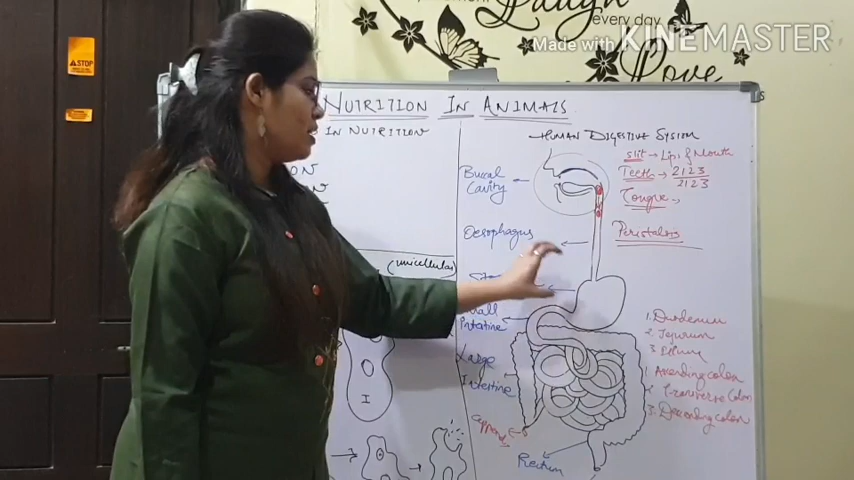 Laugh
every day
Love
Made with KINEMASTER
STOP
NUTRITION IN ANIMALS
IN NUTRITION
ON
(unicellular
I
HUMAN DIGESTIVE SYSTEM
Buccal
Cavity
Oesophagus
Small
Intestine
Large
Intestine
Rectum
slit → Lips & Mouth
Teeth → 2123
2123
Tongue
Peristalsis
1. Duodenum
2. Jejunum
3. Ileum
1. Ascending colon
2. Transverse Colon
3. Descending colon